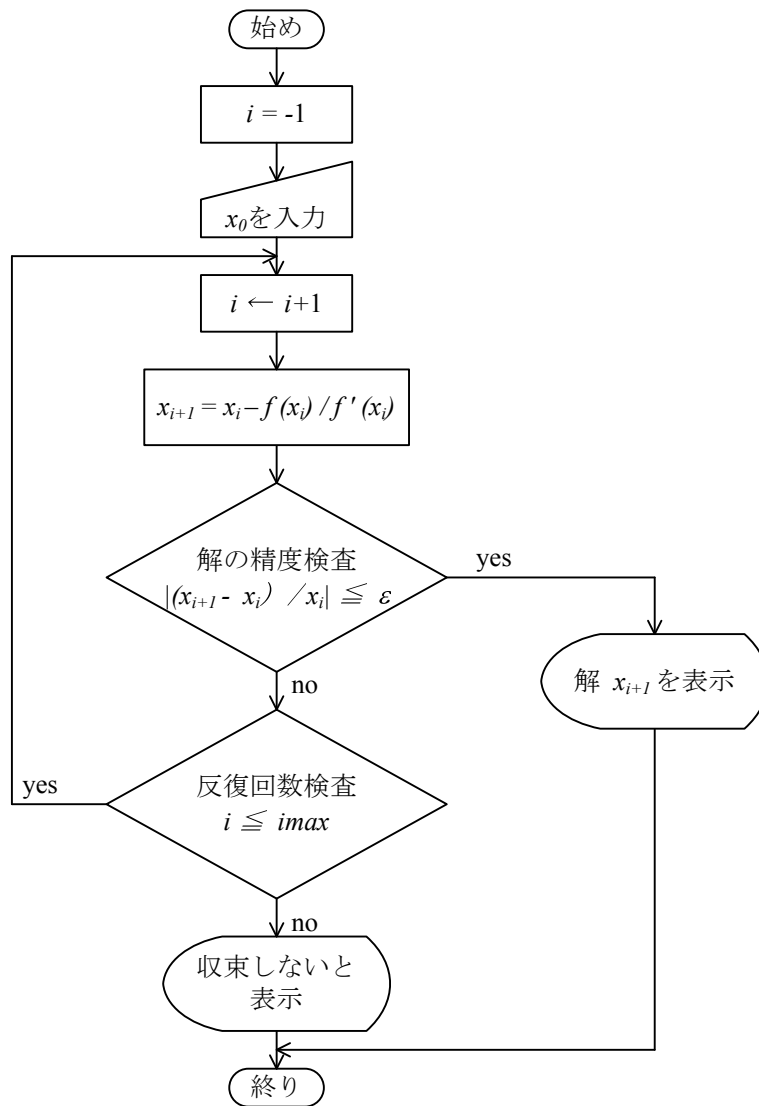 始め
i = -1
x₀を入力
i ← i+1
xᵢ₊₁ = xᵢ – f (xᵢ) / f ' (xᵢ)
解の精度検査
|(xᵢ₊₁ - xᵢ）／xᵢ| ≦ ε
yes
no
解 xᵢ₊₁ を表示
反復回数検査
i ≦ imax
yes
no
収束しないと
表示
終り